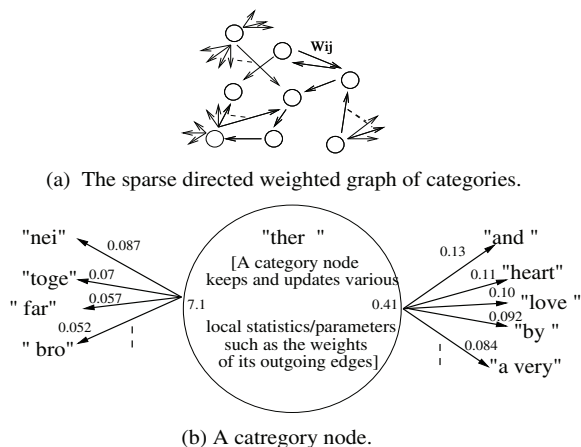 Wij
(a) The sparse directed weighted graph of categories.
"nei"
0.087
"toge"
0.07
" far"
0.057
" bro"
0.052
7.1
"ther "
[A category node
keeps and updates various
local statistics/parameters
such as the weights
of its outgoing edges]
0.41
"and "
0.13
"heart"
0.11
"love "
0.10
"by "
0.092
"a very"
0.084
(b) A catregory node.